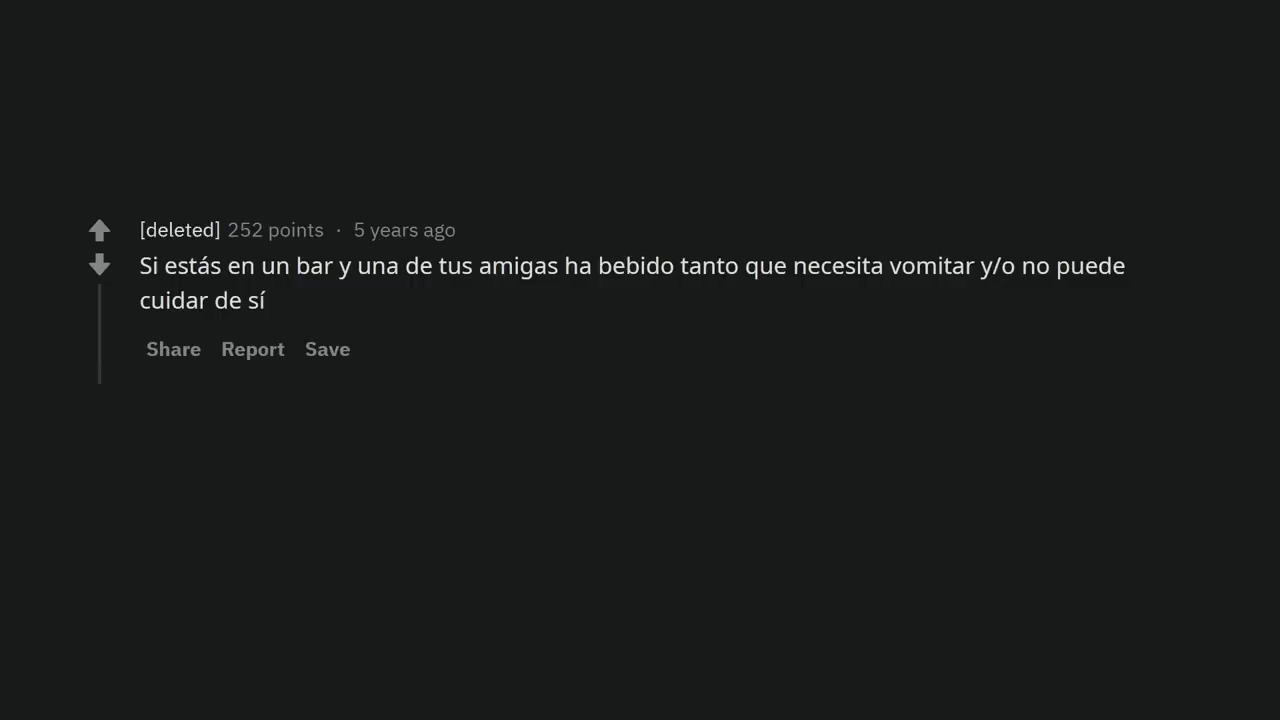 [deleted] 252 points · 5 years ago
Si estás en un bar y una de tus amigas ha bebido tanto que necesita vomitar y/o no puede
cuidar de sí
Share Report Save